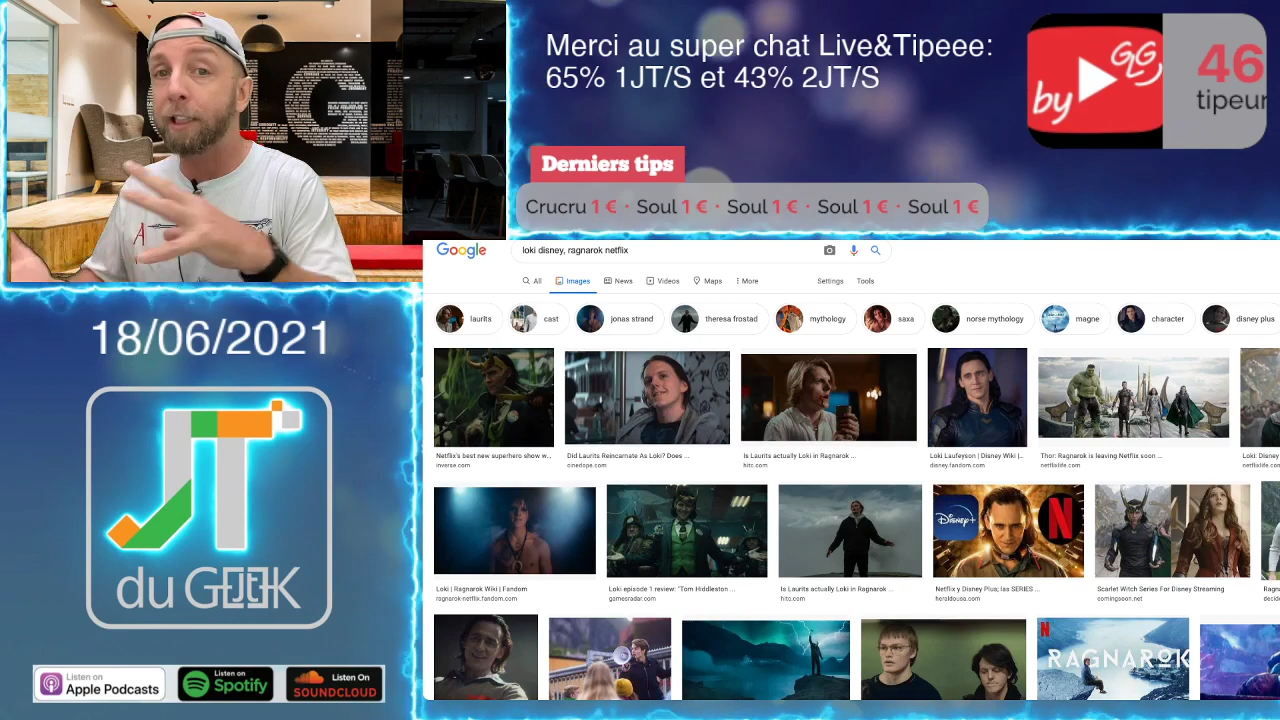 Merci au super chat Live&Tipeee:
65% 1JT/S et 43% 2JT/S
by GG
46
tipeur
Derniers tips
Crucru 1 € · Soul 1 € · Soul 1 € · Soul 1 € · Soul 1 €
Google
loki disney, ragnarok netflix
All Images News Videos Maps More Settings Tools
laurits cast jonas strand theresa frostad mythology saxa norse mythology magne character disney plus
Netflix's best new superhero show w...
inverse.com
Did Laurits Reincarnate As Loki? Does ...
cinedope.com
Is Laurits actually Loki in Ragnarok ...
hitc.com
Loki Laufeyson | Disney Wiki |...
disney.fandom.com
Thor: Ragnarok is leaving Netflix soon ...
netflixlife.com
Loki: Disney
netflixlife.c
Disney+
N
Loki | Ragnarok Wiki | Fandom
ragnarok-netflix.fandom.com
Loki episode 1 review: "Tom Hiddleston ...
gamesradar.com
Is Laurits actually Loki in Ragnarok ...
hitc.com
Netflix y Disney Plus; las SERIES ...
heraldousa.com
Scarlet Witch Series For Disney Streaming
comingsoon.net
Ragn
decid
N
RAGNAROK
18/06/2021
JT
du GEEK
Listen on
Apple Podcasts
Listen on
Spotify
Listen On
SOUNDCLOUD